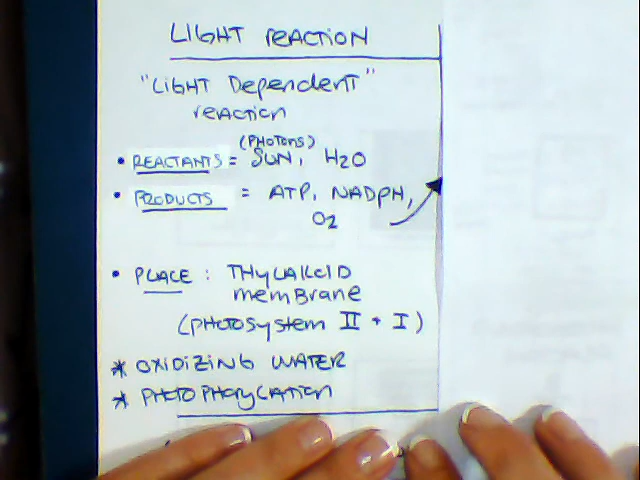 LIGHT REACTION
"LIGHT DEPENDENT"
REACTION
(PHOTONS)
• REACTANTS = SUN, H2O
• PRODUCTS = ATP, NADPH,
O2
• PLACE : THYLAKOID
MEMBRANE
(PHOTOSYSTEM II + I)
* OXIDIZING WATER
* PHOTOPHORYLATION